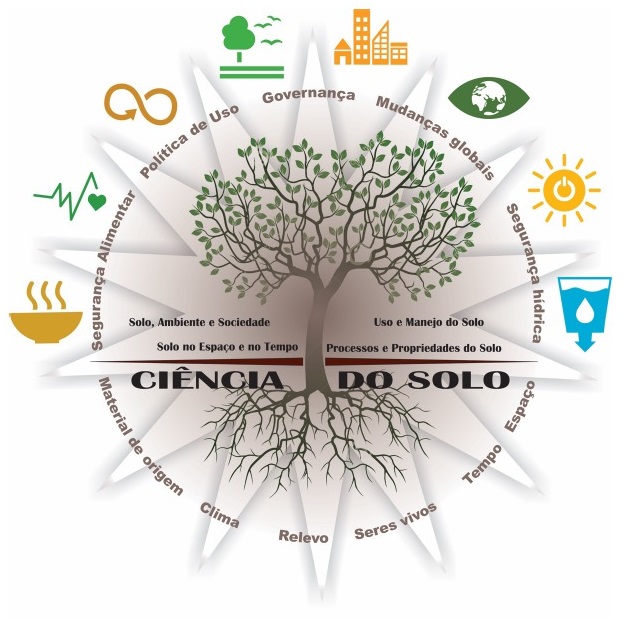 Governança
Mudanças globais
Política de Uso
Segurança Alimentar
Segurança hídrica
Solo, Ambiente e Sociedade
Uso e Manejo do Solo
Solo no Espaço e no Tempo
Processos e Propriedades do Solo
CIÊNCIA DO SOLO
Material de origem
Clima
Relevo
Seres vivos
Tempo
Espaço